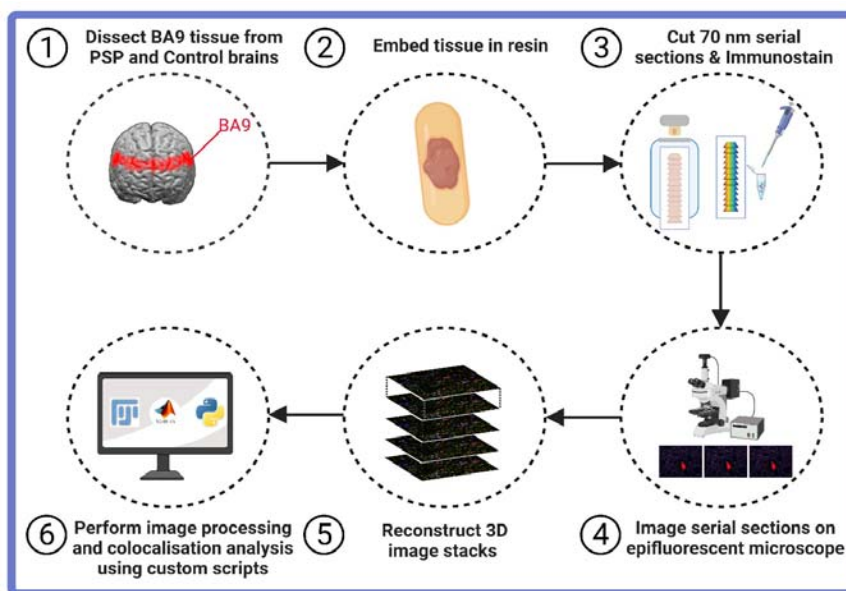 1
Dissect BA9 tissue from
PSP and Control brains
BA9
2
Embed tissue in resin
3
Cut 70 nm serial
sections & Immunostain
4
Image serial sections on
epifluorescent microscope
5
Reconstruct 3D
image stacks
6
Perform image processing
and colocalisation analysis
using custom scripts